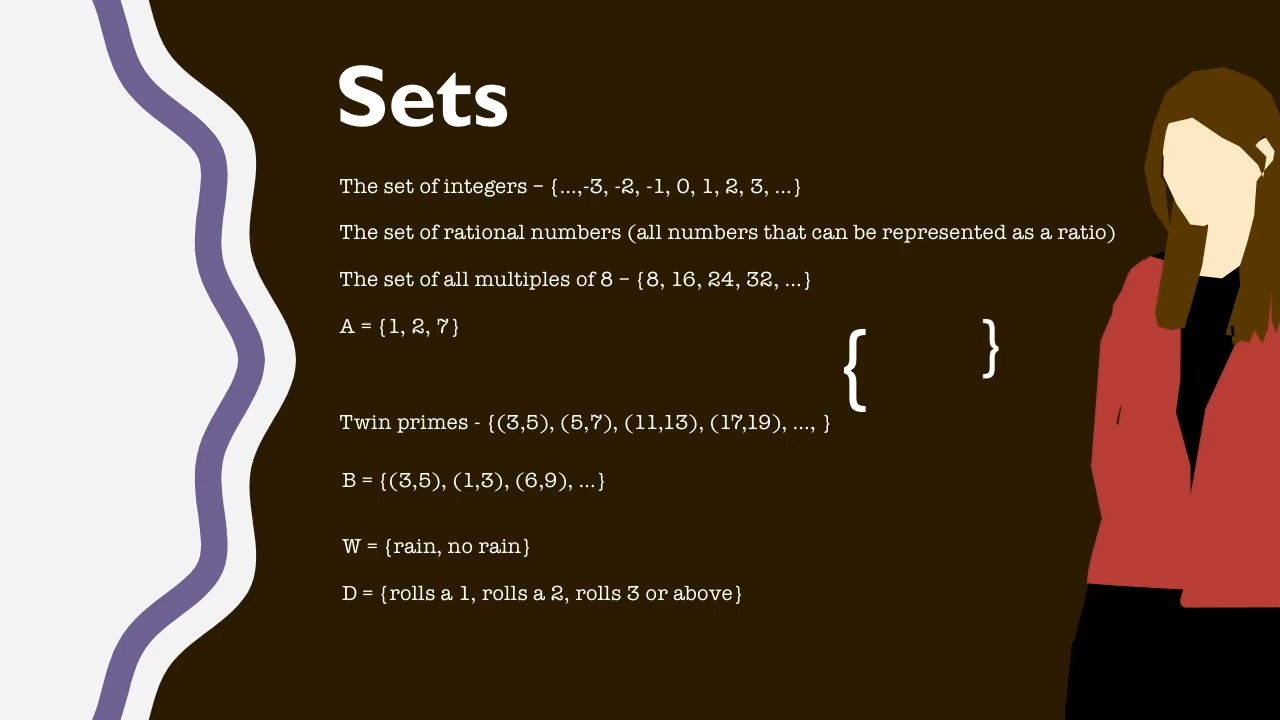 Sets
The set of integers – {...,-3, -2, -1, 0, 1, 2, 3, ...}
The set of rational numbers (all numbers that can be represented as a ratio)
The set of all multiples of 8 – {8, 16, 24, 32, ...}
A = {1, 2, 7}
{ }
Twin primes - {(3,5), (5,7), (11,13), (17,19), ..., }
B = {(3,5), (1,3), (6,9), ...}
W = {rain, no rain}
D = {rolls a 1, rolls a 2, rolls 3 or above}